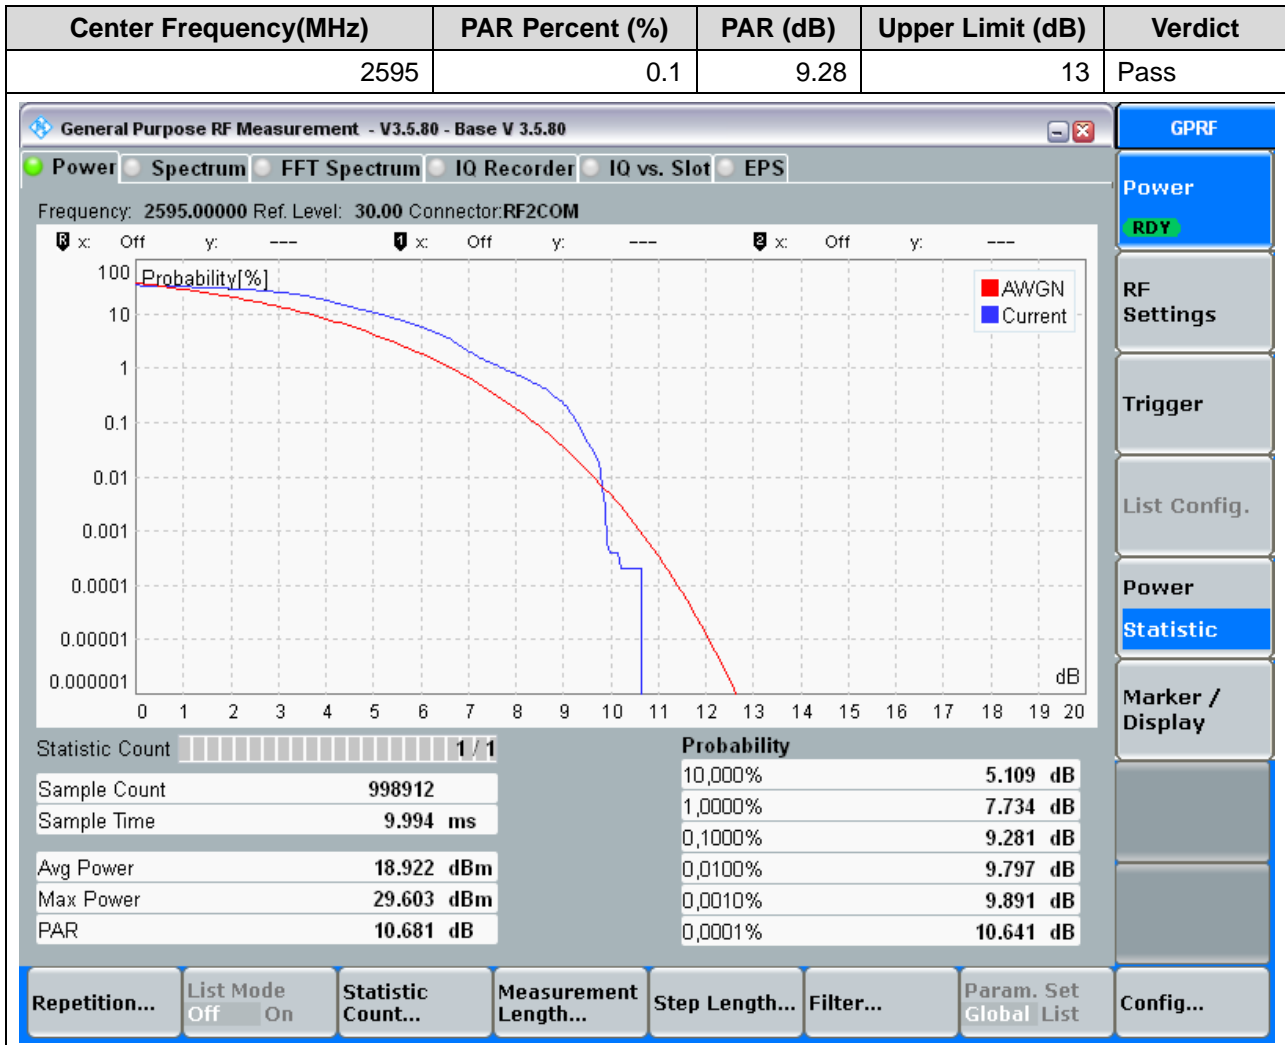 Center Frequency(MHz) PAR Percent (%) PAR (dB) Upper Limit (dB) Verdict
2595 0.1 9.28 13 Pass
General Purpose RF Measurement - V3.5.80 - Base V 3.5.80
GPRF
Power Spectrum FFT Spectrum IQ Recorder IQ vs. Slot EPS
Frequency: 2595.00000 Ref. Level: 30.00 Connector:RF2COM
R x: Off y: --- 1 x: Off y: --- 2 x: Off y: ---
Probability[%]
AWGN
Current
100
10
1
0.1
0.01
0.001
0.0001
0.00001
0.000001
dB
0 1 2 3 4 5 6 7 8 9 10 11 12 13 14 15 16 17 18 19 20
Statistic Count 1 / 1
Sample Count 998912
Sample Time 9.994 ms
Avg Power 18.922 dBm
Max Power 29.603 dBm
PAR 10.681 dB
Probability
10,000% 5.109 dB
1,0000% 7.734 dB
0,1000% 9.281 dB
0,0100% 9.797 dB
0,0010% 9.891 dB
0,0001% 10.641 dB
Power
RDY
RF
Settings
Trigger
List Config.
Power
Statistic
Marker /
Display
Repetition...
List Mode
Off On
Statistic
Count...
Measurement
Length...
Step Length...
Filter...
Param. Set
Global List
Config...